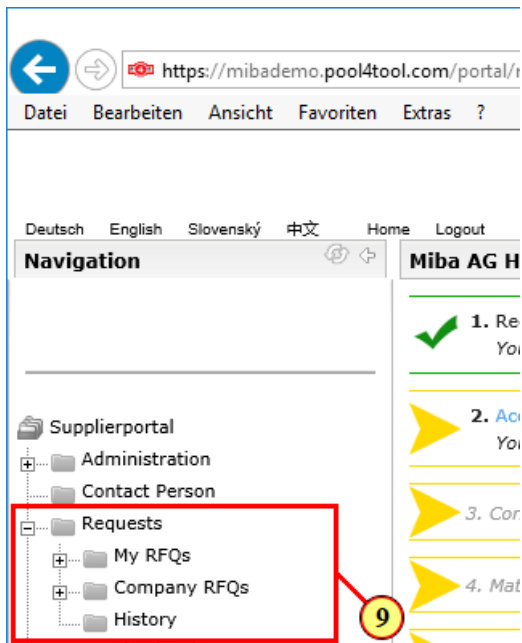 https://mibademo.pool4tool.com/portal/
Datei Bearbeiten Ansicht Favoriten Extras ?
Deutsch English Slovenský 中文 Home Logout
Navigation
Miba AG H
1. Re
You
Supplierportal
2. Acc
You
Administration
Contact Person
3. Con
Requests
My RFQs
4. Mat
Company RFQs
History
9